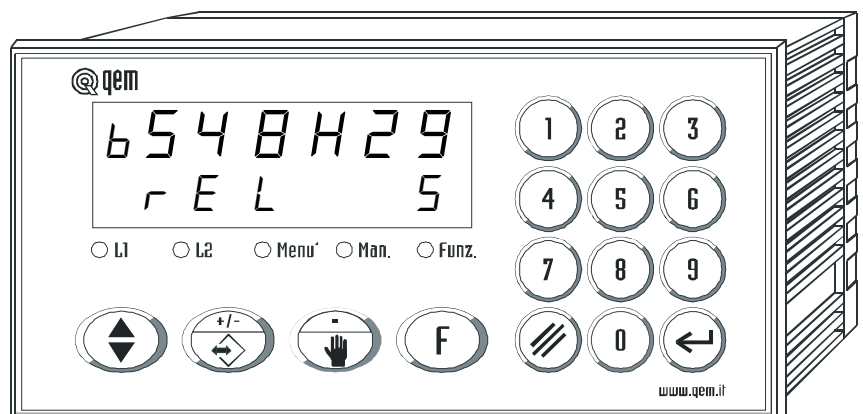 qem
b548H29
rEL 5
L1 L2 Menu' Man. Funz.
1 2 3
4 5 6
7 8 9
+/- - F 0
www.qem.it